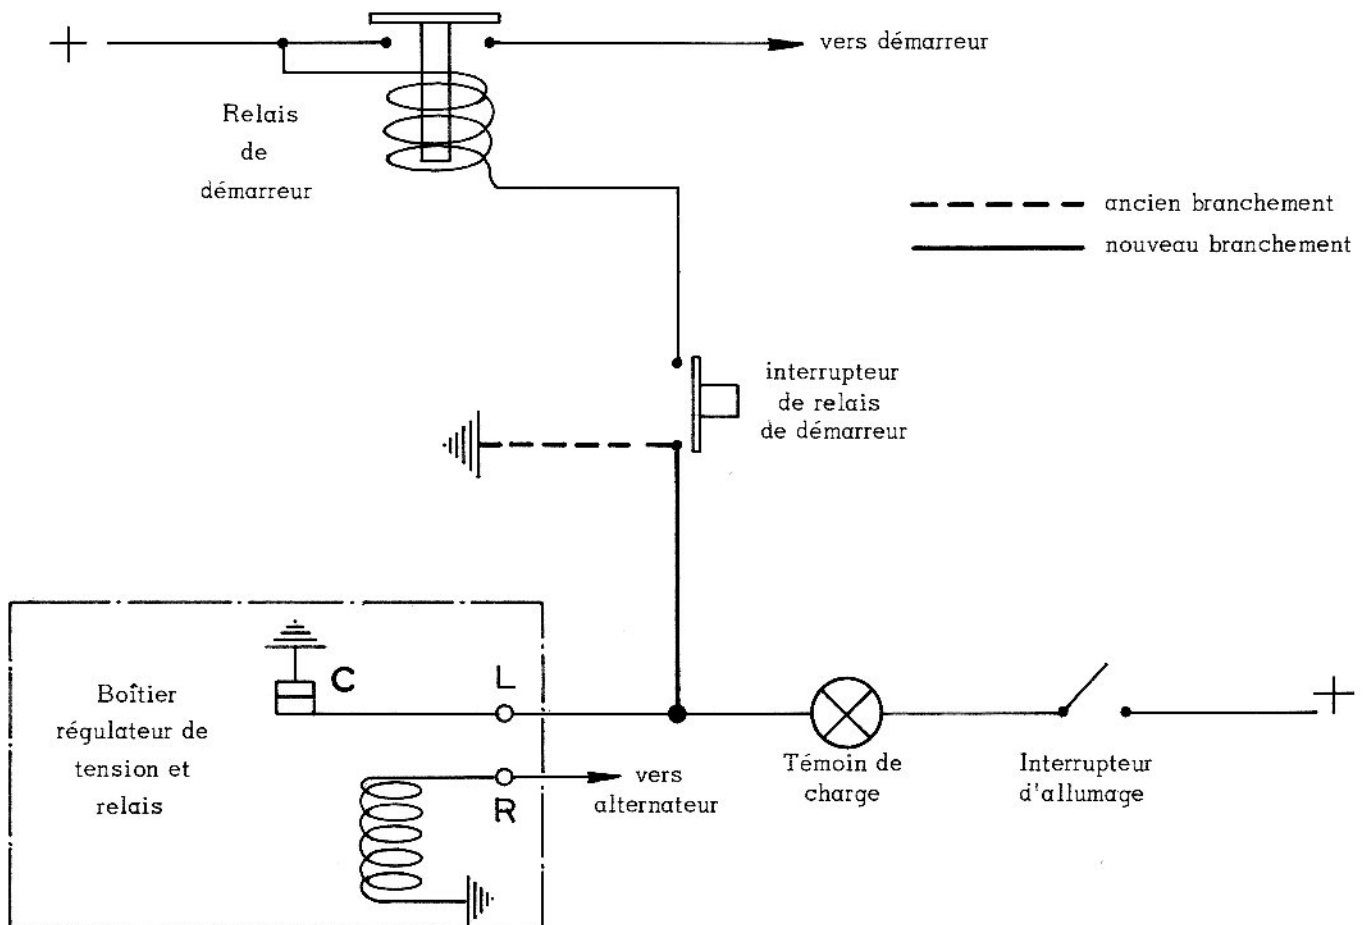 +
vers démarreur
Relais
de
démarreur
ancien branchement
nouveau branchement
interrupteur
de relais
de démarreur
C
L
Boîtier
régulateur de
tension et
relais
R
vers
alternateur
Témoin de
charge
Interrupteur
d'allumage
+